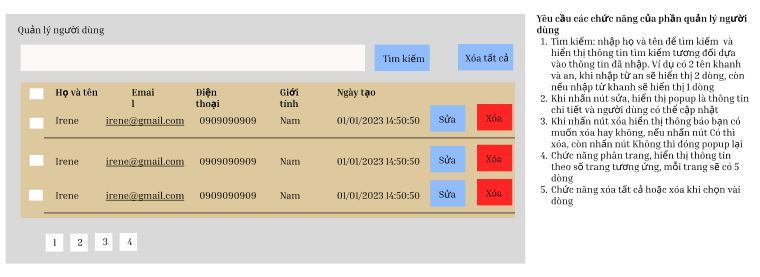 Quản lý người dùng
Tìm kiếm
Xóa tất cả
Họ và tên Emai Điện Giới Ngày tạo
l thoại tính
Irene irene@gmail.com 0909090909 Nam 01/01/2023 14:50:50 Sửa Xóa
Irene irene@gmail.com 0909090909 Nam 01/01/2023 14:50:50 Sửa Xóa
Irene irene@gmail.com 0909090909 Nam 01/01/2023 14:50:50 Sửa Xóa
1 2 3 4
Yêu cầu các chức năng của phần quản lý người
dùng
1. Tìm kiếm: nhập họ và tên để tìm kiếm và
hiển thị thông tin tìm kiếm tương đối dựa
vào thông tin đã nhập. Ví dụ có 2 tên khanh
và an, khi nhập từ an sẽ hiển thị 2 dòng, còn
nếu nhập từ khanh sẽ hiển thị 1 dòng
2. Khi nhấn nút sửa, hiển thị popup là thông tin
chi tiết và người dùng có thể cập nhật
3. Khi nhấn nút xóa hiển thị thông báo bạn có
muốn xóa hay không, nếu nhấn nút Có thì
xóa, còn nhấn nút Không thì đóng popup lại
4. Chức năng phân trang, hiển thị thông tin
theo số trang tương ứng, mỗi trang sẽ có 5
dòng
5. Chức năng xóa tất cả hoặc xóa khi chọn vài
dòng